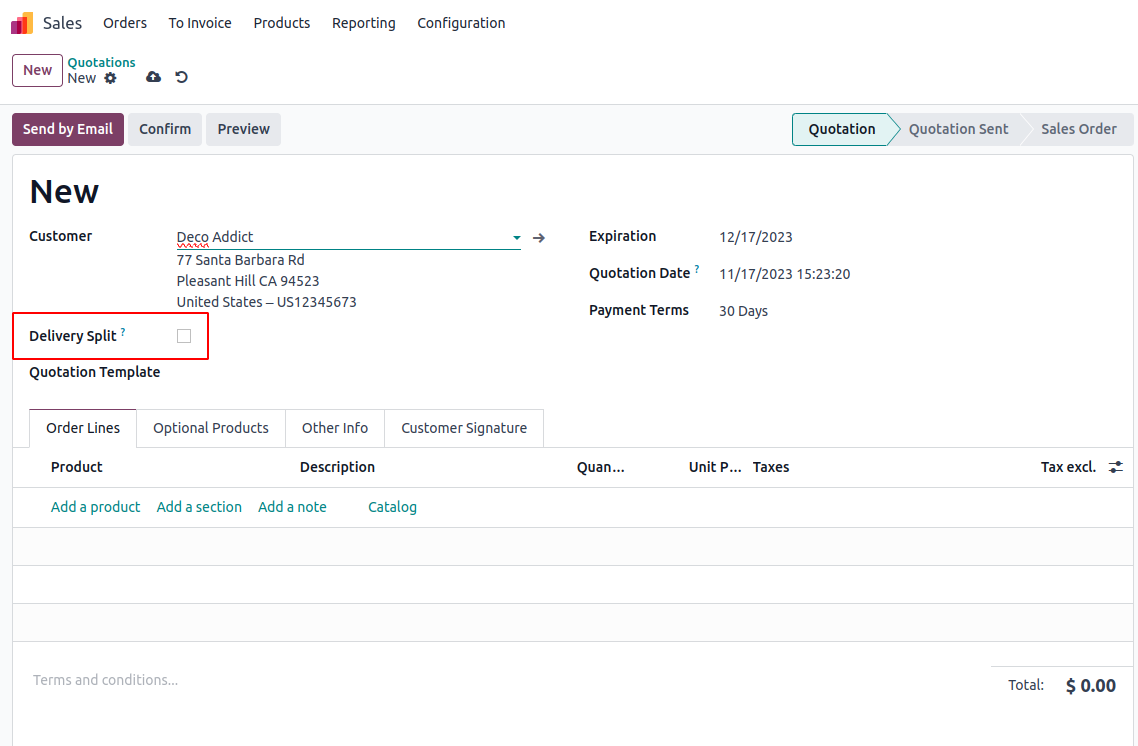 Sales Orders To Invoice Products Reporting Configuration
New
Quotations
New
Send by Email Confirm Preview
Quotation Quotation Sent Sales Order
New
Customer
Deco Addict
77 Santa Barbara Rd
Pleasant Hill CA 94523
United States – US12345673
Expiration 12/17/2023
Quotation Date ? 11/17/2023 15:23:20
Payment Terms 30 Days
Delivery Split ?
Quotation Template
Order Lines Optional Products Other Info Customer Signature
Product Description Quan... Unit P... Taxes Tax excl.
Add a product Add a section Add a note Catalog
Terms and conditions...
Total: $ 0.00